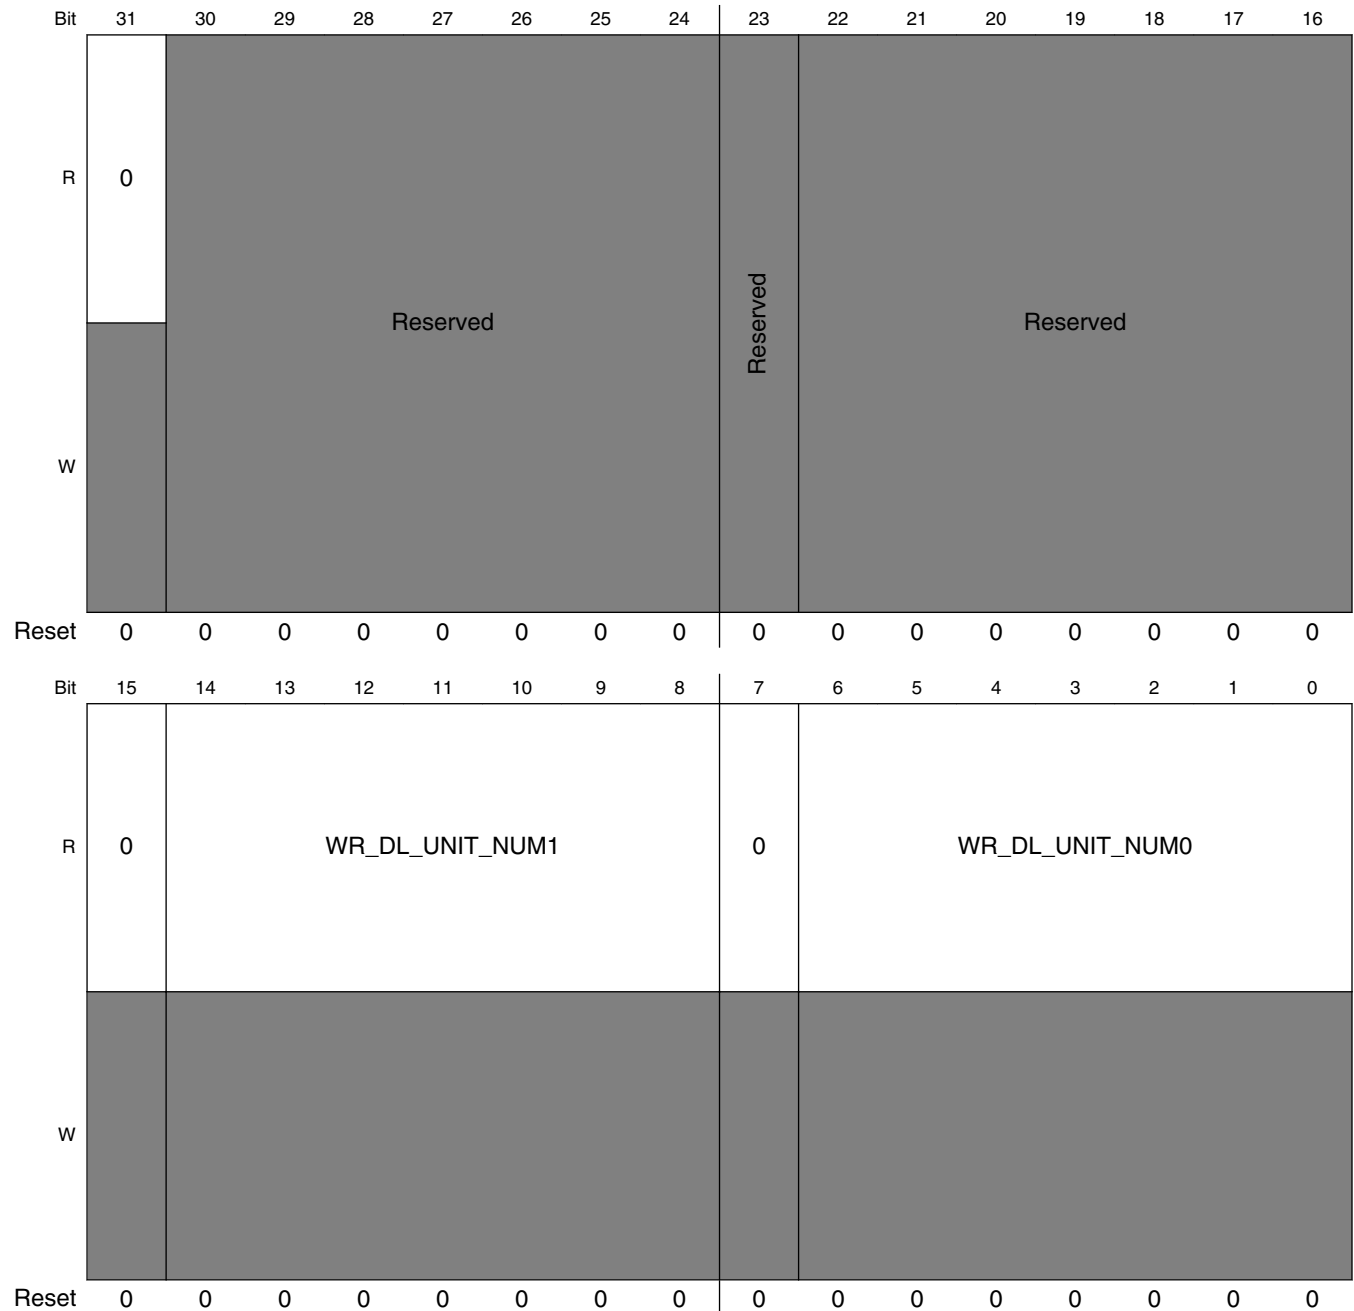 Bit 31 30 29 28 27 26 25 24 23 22 21 20 19 18 17 16
R 0
Reserved Reserved Reserved
W
Reset 0 0 0 0 0 0 0 0 0 0 0 0 0 0 0 0
Bit 15 14 13 12 11 10 9 8 7 6 5 4 3 2 1 0
R 0 WR_DL_UNIT_NUM1 0 WR_DL_UNIT_NUM0
W
Reset 0 0 0 0 0 0 0 0 0 0 0 0 0 0 0 0